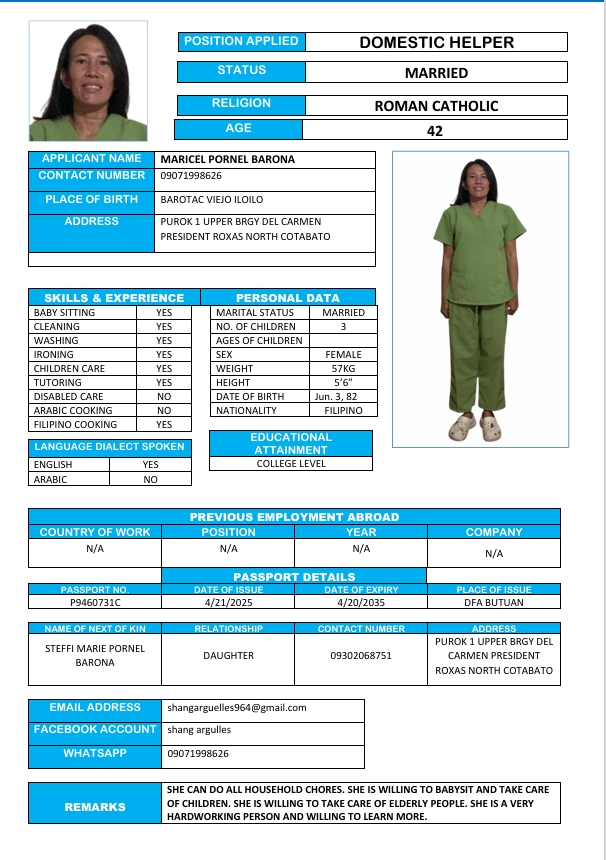 POSITION APPLIED DOMESTIC HELPER
STATUS MARRIED
RELIGION ROMAN CATHOLIC
AGE 42
APPLICANT NAME MARICEL PORNEL BARONA
CONTACT NUMBER 09071998626
PLACE OF BIRTH BAROTAC VIEJO ILOILO
ADDRESS PUROK 1 UPPER BRGY DEL CARMEN
PRESIDENT ROXAS NORTH COTABATO
SKILLS & EXPERIENCE
BABY SITTING YES
CLEANING YES
WASHING YES
IRONING YES
CHILDREN CARE YES
TUTORING YES
DISABLED CARE NO
ARABIC COOKING NO
FILIPINO COOKING YES
PERSONAL DATA
MARITAL STATUS MARRIED
NO. OF CHILDREN 3
AGES OF CHILDREN
SEX FEMALE
WEIGHT 57KG
HEIGHT 5’6”
DATE OF BIRTH Jun. 3, 82
NATIONALITY FILIPINO
LANGUAGE DIALECT SPOKEN
ENGLISH YES
ARABIC NO
EDUCATIONAL
ATTAINMENT
COLLEGE LEVEL
PREVIOUS EMPLOYMENT ABROAD
COUNTRY OF WORK POSITION YEAR COMPANY
N/A N/A N/A N/A
PASSPORT DETAILS
PASSPORT NO. DATE OF ISSUE DATE OF EXPIRY PLACE OF ISSUE
P9460731C 4/21/2025 4/20/2035 DFA BUTUAN
NAME OF NEXT OF KIN RELATIONSHIP CONTACT NUMBER ADDRESS
STEFFI MARIE PORNEL
BARONA
DAUGHTER
09302068751
PUROK 1 UPPER BRGY DEL
CARMEN PRESIDENT
ROXAS NORTH COTABATO
EMAIL ADDRESS shangarguelles964@gmail.com
FACEBOOK ACCOUNT shang argulles
WHATSAPP 09071998626
REMARKS
SHE CAN DO ALL HOUSEHOLD CHORES. SHE IS WILLING TO BABYSIT AND TAKE CARE
OF CHILDREN. SHE IS WILLING TO TAKE CARE OF ELDERLY PEOPLE. SHE IS A VERY
HARDWORKING PERSON AND WILLING TO LEARN MORE.